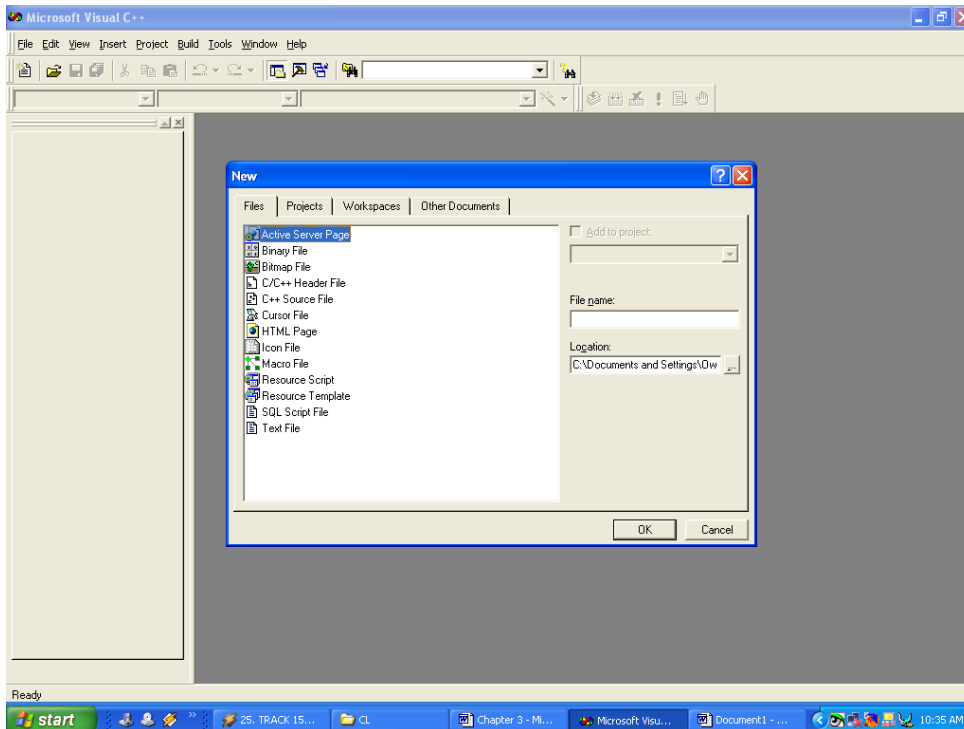 Microsoft Visual C++
File Edit View Insert Project Build Tools Window Help
New
Files Projects Workspaces Other Documents
Active Server Page
Binary File
Bitmap File
C/C++ Header File
C++ Source File
Cursor File
HTML Page
Icon File
Macro File
Resource Script
Resource Template
SQL Script File
Text File
Add to project:
File name:
Location:
C:\Documents and Settings\Ow
...
OK Cancel
Ready
start
25. TRACK 15...
CL
Chapter 3 - Mi...
Microsoft Visu...
Document1 - ...
10:35 AM